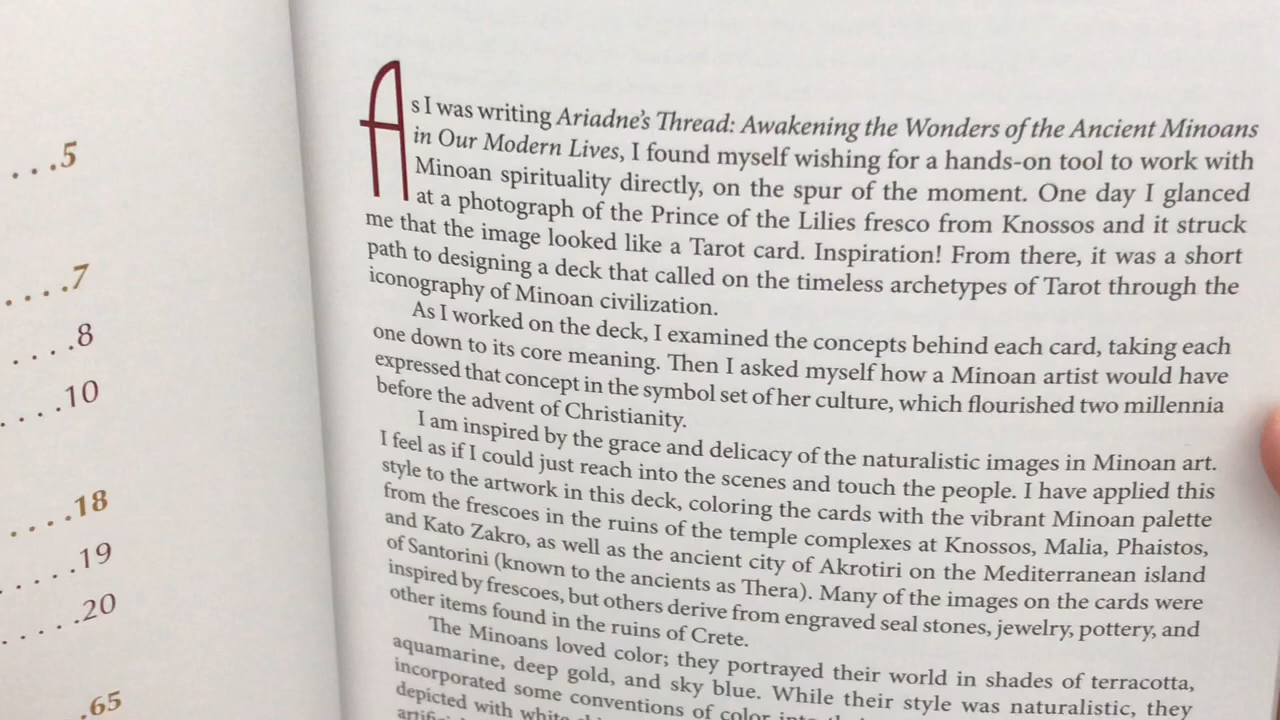 . . .5
. . . .7
. . . .8
. . . .10
. . . .18
. . . . .19
. . . . .20
.65
As I was writing Ariadne's Thread: Awakening the Wonders of the Ancient Minoans
in Our Modern Lives, I found myself wishing for a hands-on tool to work with
Minoan spirituality directly, on the spur of the moment. One day I glanced
at a photograph of the Prince of the Lilies fresco from Knossos and it struck
me that the image looked like a Tarot card. Inspiration! From there, it was a short
path to designing a deck that called on the timeless archetypes of Tarot through the
iconography of Minoan civilization.
As I worked on the deck, I examined the concepts behind each card, taking each
one down to its core meaning. Then I asked myself how a Minoan artist would have
expressed that concept in the symbol set of her culture, which flourished two millennia
before the advent of Christianity.
I am inspired by the grace and delicacy of the naturalistic images in Minoan art.
I feel as if I could just reach into the scenes and touch the people. I have applied this
style to the artwork in this deck, coloring the cards with the vibrant Minoan palette
from the frescoes in the ruins of the temple complexes at Knossos, Malia, Phaistos,
and Kato Zakro, as well as the ancient city of Akrotiri on the Mediterranean island
of Santorini (known to the ancients as Thera). Many of the images on the cards were
inspired by frescoes, but others derive from engraved seal stones, jewelry, pottery, and
other items found in the ruins of Crete.
The Minoans loved color; they portrayed their world in shades of terracotta,
aquamarine, deep gold, and sky blue. While their style was naturalistic, they
incorporated some conventions of color into
depicted with white